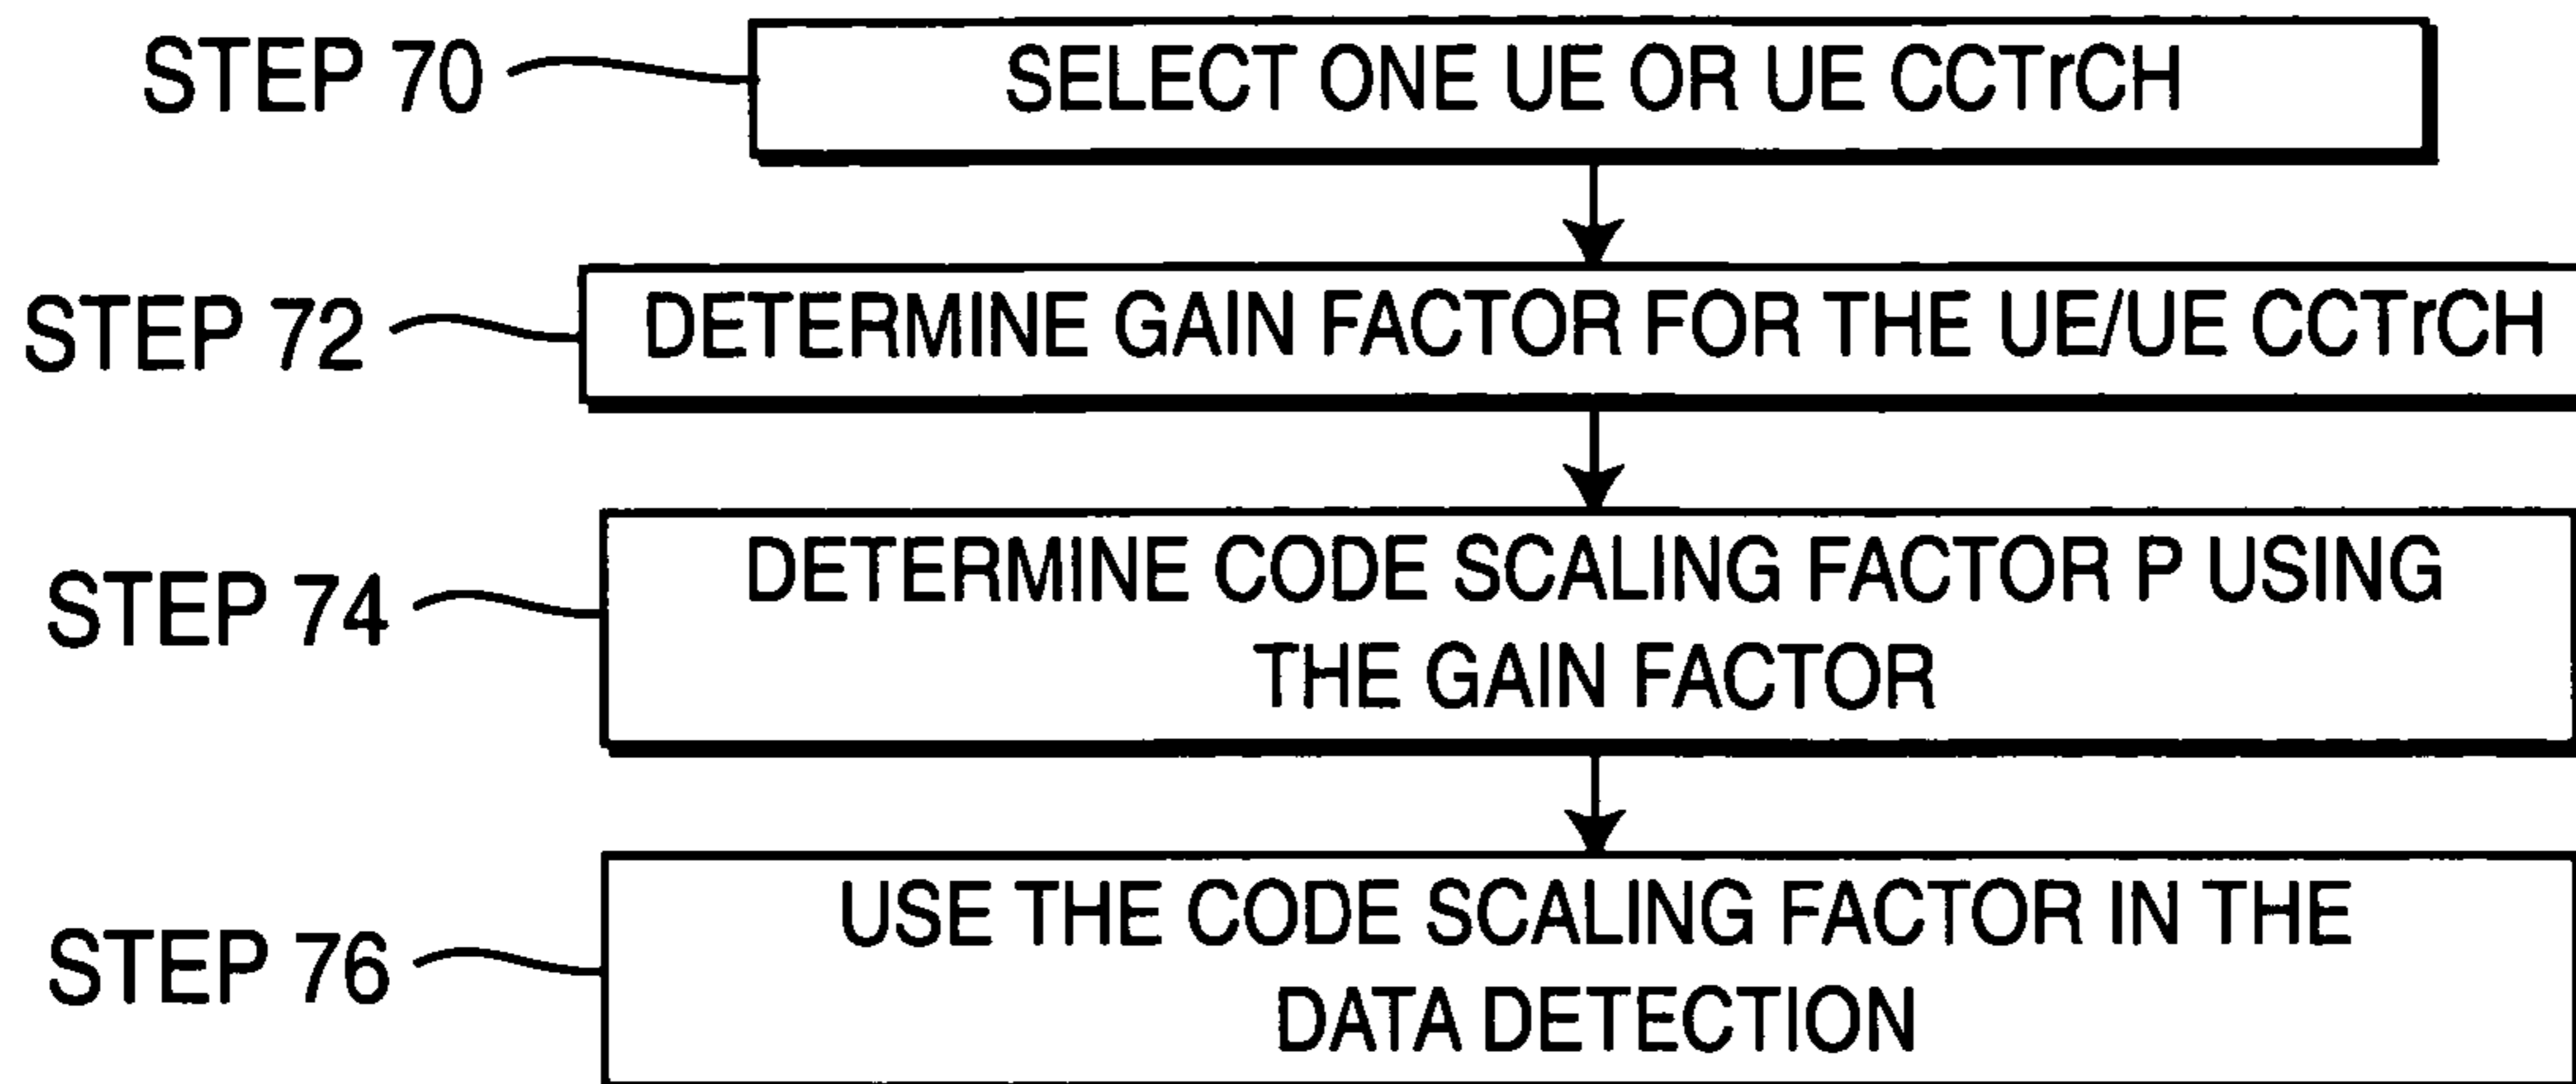 STEP 70
SELECT ONE UE OR UE CCTrCH
STEP 72
DETERMINE GAIN FACTOR FOR THE UE/UE CCTrCH
STEP 74
DETERMINE CODE SCALING FACTOR P USING
THE GAIN FACTOR
STEP 76
USE THE CODE SCALING FACTOR IN THE
DATA DETECTION